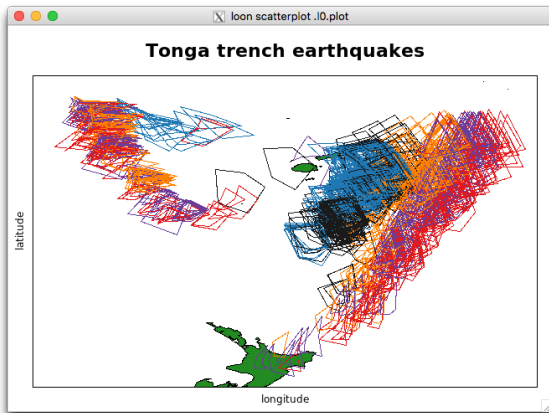 loon scatterplot .l0.plot
Tonga trench earthquakes
latitude
longitude